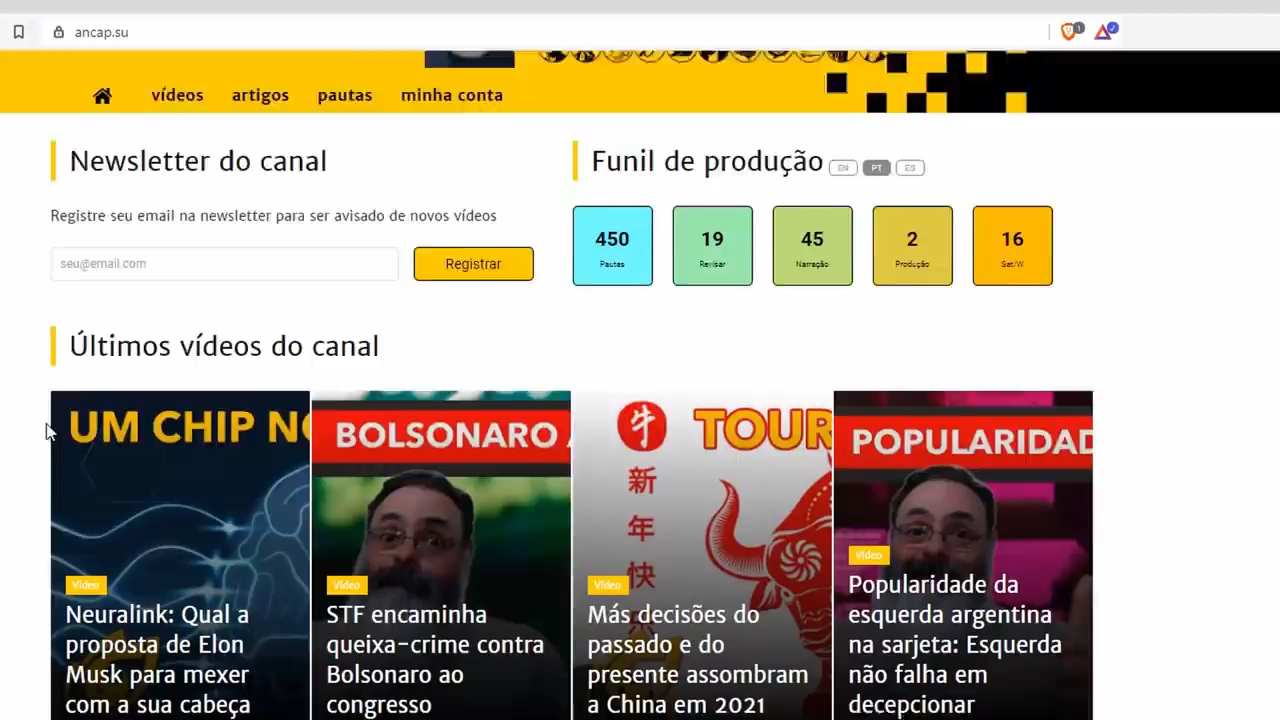 ancap.su
1
vídeos artigos pautas minha conta
Newsletter do canal
Funil de produção EN PT ES
Registre seu email na newsletter para ser avisado de novos vídeos
seu@email.com
Registrar
450 19 45 2 16
Pautas Revisar Narração Produção Sat/W
Últimos vídeos do canal
UM CHIP NO
BOLSONARO A
牛
新
年
快
TOUR
POPULARIDAD
Vídeo
Neuralink: Qual a
proposta de Elon
Musk para mexer
com a sua cabeça
Vídeo
STF encaminha
queixa-crime contra
Bolsonaro ao
congresso
Vídeo
Más decisões do
passado e do
presente assombram
a China em 2021
Vídeo
Popularidade da
esquerda argentina
na sarjeta: Esquerda
não falha em
decepcionar